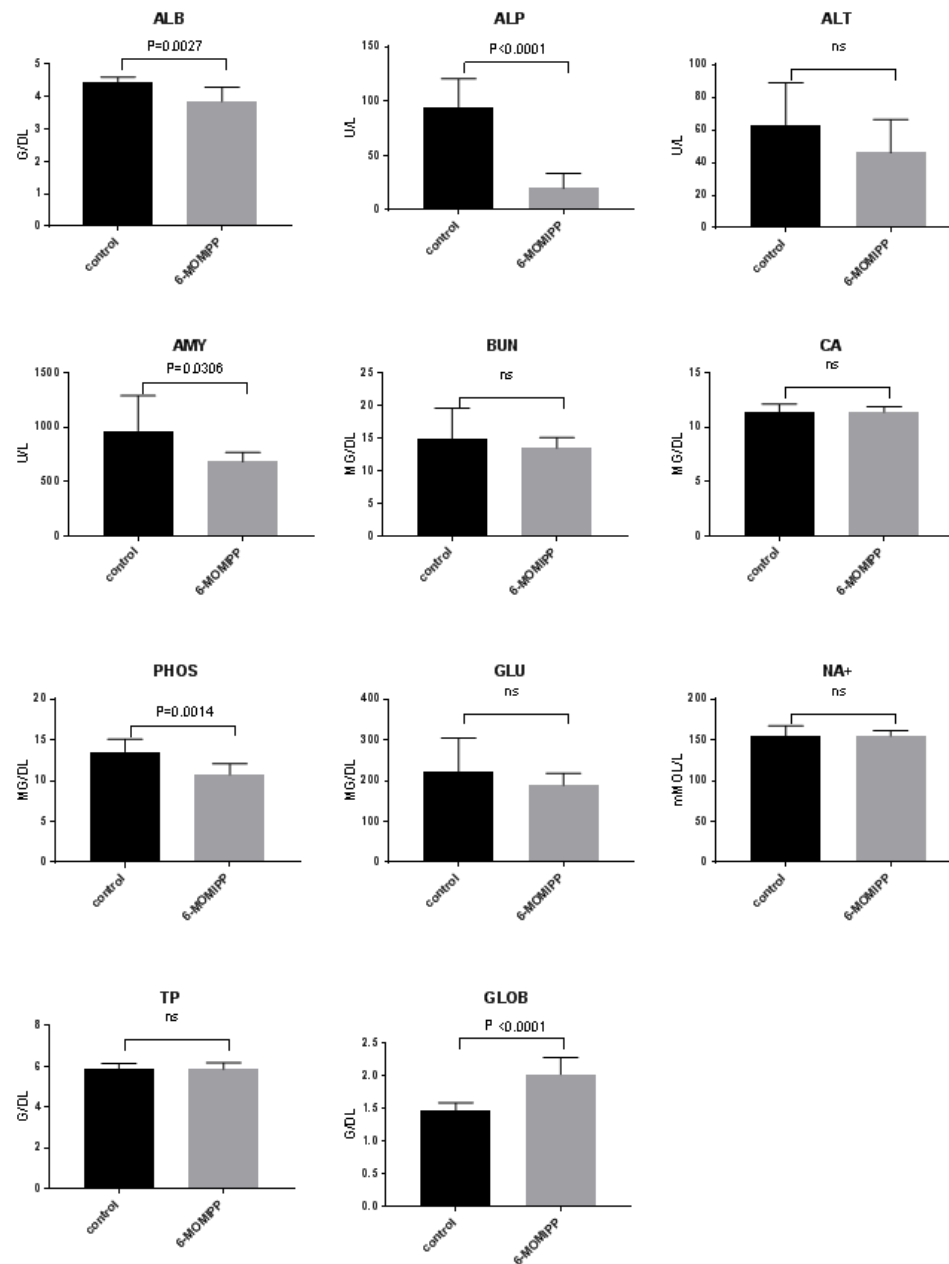 ALB
P=0.0027
5
4
3
2
1
0
G/DL
control
6-MOMIPP
ALP
P<0.0001
150
100
50
0
U/L
control
6-MOMIPP
ALT
ns
100
80
60
40
20
0
U/L
control
6-MOMIPP
AMY
P=0.0306
1500
1000
500
0
U/L
control
6-MOMIPP
BUN
ns
25
20
15
10
5
0
MG/DL
control
6-MOMIPP
CA
ns
15
10
5
0
MG/DL
control
6-MOMIPP
PHOS
P=0.0014
20
15
10
5
0
MG/DL
control
6-MOMIPP
GLU
ns
400
300
200
100
0
MG/DL
control
6-MOMIPP
NA+
ns
200
150
100
50
0
mMOL/L
control
6-MOMIPP
TP
ns
8
6
4
2
0
G/DL
control
6-MOMIPP
GLOB
P <0.0001
2.5
2.0
1.5
1.0
0.5
0.0
G/DL
control
6-MOMIPP